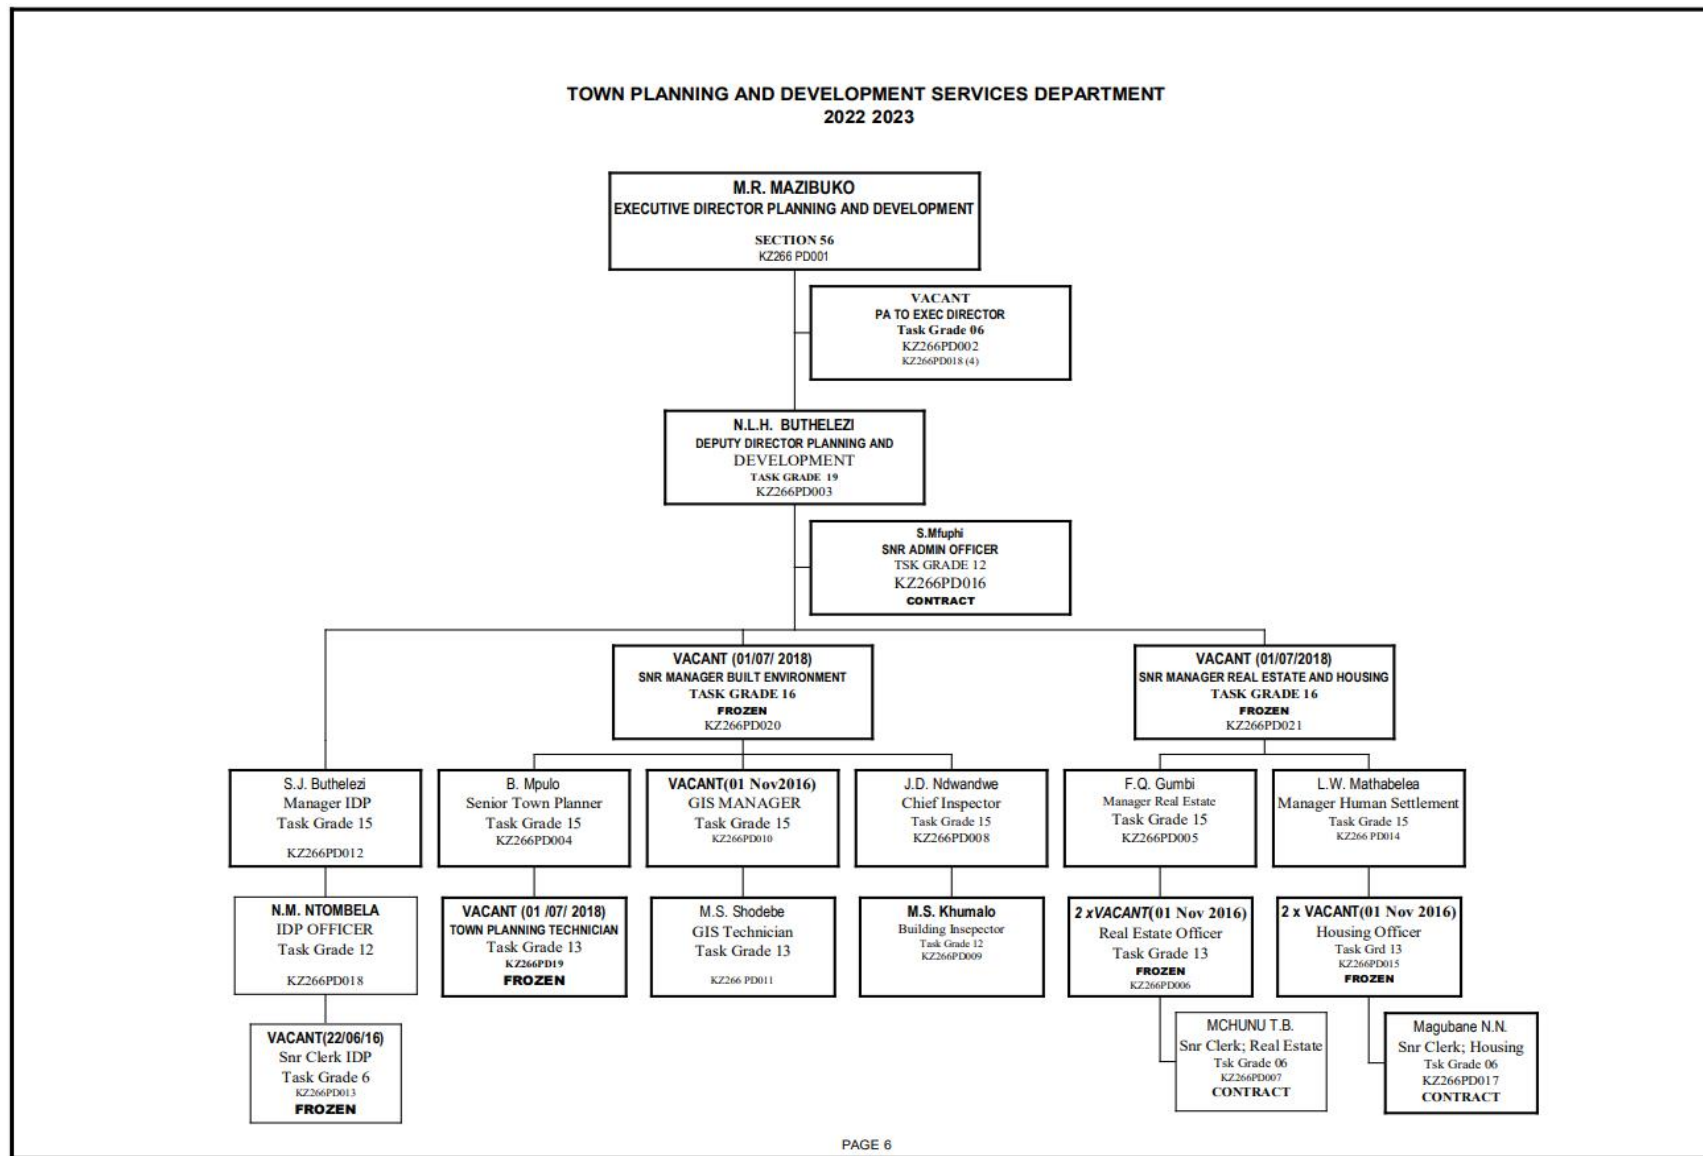 TOWN PLANNING AND DEVELOPMENT SERVICES DEPARTMENT
2022 2023
M.R. MAZIBUKO
EXECUTIVE DIRECTOR PLANNING AND DEVELOPMENT
SECTION 56
KZ266 PD001
VACANT
PA TO EXEC DIRECTOR
Task Grade 06
KZ266PD002
KZ266PD018 (4)
N.L.H. BUTHELEZI
DEPUTY DIRECTOR PLANNING AND
DEVELOPMENT
TASK GRADE 19
KZ266PD003
S.Mfuphi
SNR ADMIN OFFICER
TSK GRADE 12
KZ266PD016
CONTRACT
VACANT (01/07/ 2018)
SNR MANAGER BUILT ENVIRONMENT
TASK GRADE 16
FROZEN
KZ266PD020
VACANT (01/07/2018)
SNR MANAGER REAL ESTATE AND HOUSING
TASK GRADE 16
FROZEN
KZ266PD021
S.J. Buthelezi
Manager IDP
Task Grade 15
KZ266PD012
B. Mpulo
Senior Town Planner
Task Grade 15
KZ266PD004
VACANT(01 Nov2016)
GIS MANAGER
Task Grade 15
KZ266PD010
J.D. Ndwandwe
Chief Inspector
Task Grade 15
KZ266PD008
F.Q. Gumbi
Manager Real Estate
Task Grade 15
KZ266PD005
L.W. Mathabelea
Manager Human Settlement
Task Grade 15
KZ266 PD014
N.M. NTOMBELA
IDP OFFICER
Task Grade 12
KZ266PD018
VACANT (01 /07/ 2018)
TOWN PLANNING TECHNICIAN
Task Grade 13
KZ266PD19
FROZEN
M.S. Shodebe
GIS Technician
Task Grade 13
KZ266 PD011
M.S. Khumalo
Building Insepector
Task Grade 12
KZ266PD009
2 xVACANT(01 Nov 2016)
Real Estate Officer
Task Grade 13
FROZEN
KZ266PD006
2 x VACANT(01 Nov 2016)
Housing Officer
Task Grd 13
KZ266PD015
FROZEN
VACANT(22/06/16)
Snr Clerk IDP
Task Grade 6
KZ266PD013
FROZEN
MCHUNU T.B.
Snr Clerk; Real Estate
Tsk Grade 06
KZ266PD007
CONTRACT
Magubane N.N.
Snr Clerk; Housing
Tsk Grade 06
KZ266PD017
CONTRACT
PAGE 6